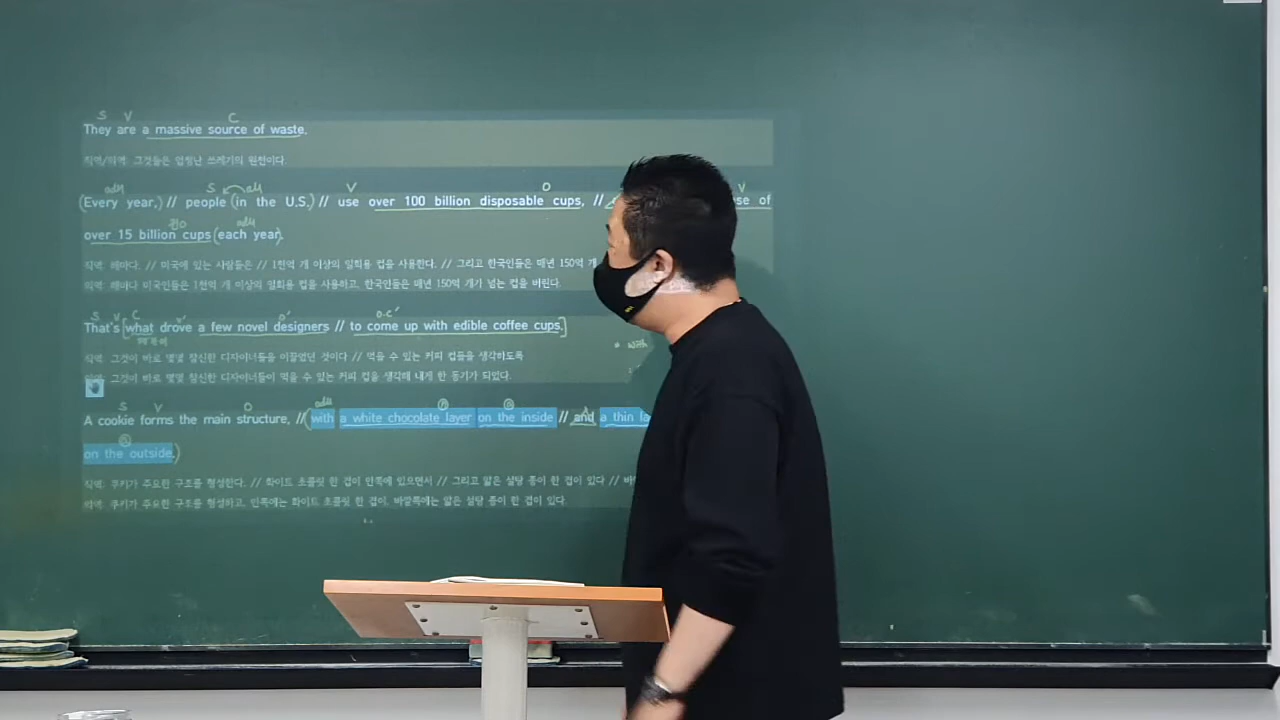 S V C
They are a massive source of waste.
직역/의역: 그것들은 엄청난 쓰레기의 원천이다.
adv S adj V O V
(Every year,) // people (in the U.S.) // use over 100 billion disposable cups, // se of
adv
over 15 billion cups (each year).
직역: 해마다. // 미국에 있는 사람들은 // 1천억 개 이상의 일회용 컵을 사용한다. // 그리고 한국인들은 매년 150억 개
의역: 해마다 미국인들은 1천억 개 이상의 일회용 컵을 사용하고, 한국인들은 매년 150억 개가 넘는 컵을 버린다.
S V C V' O' O.C'
That's [what drove a few novel designers // to come up with edible coffee cups.]
with
직역: 그것이 바로 몇몇 참신한 디자이너들을 이끌었던 것이다 // 먹을 수 있는 커피 컵들을 생각하도록
의역: 그것이 바로 몇몇 참신한 디자이너들이 먹을 수 있는 커피 컵을 생각해 내게 한 동기가 되었다.
S V O adv
A cookie forms the main structure, // (with a white chocolate layer on the inside // and a thin
on the outside.)
직역: 쿠키가 주요한 구조를 형성한다. // 화이트 초콜릿 한 겹이 안쪽에 있으면서 // 그리고 얇은 설탕 종이 한 겹이 있다 //
의역: 쿠키가 주요한 구조를 형성하고, 안쪽에는 화이트 초콜릿 한 겹이, 바깥쪽에는 얇은 설탕 종이 한 겹이 있다.